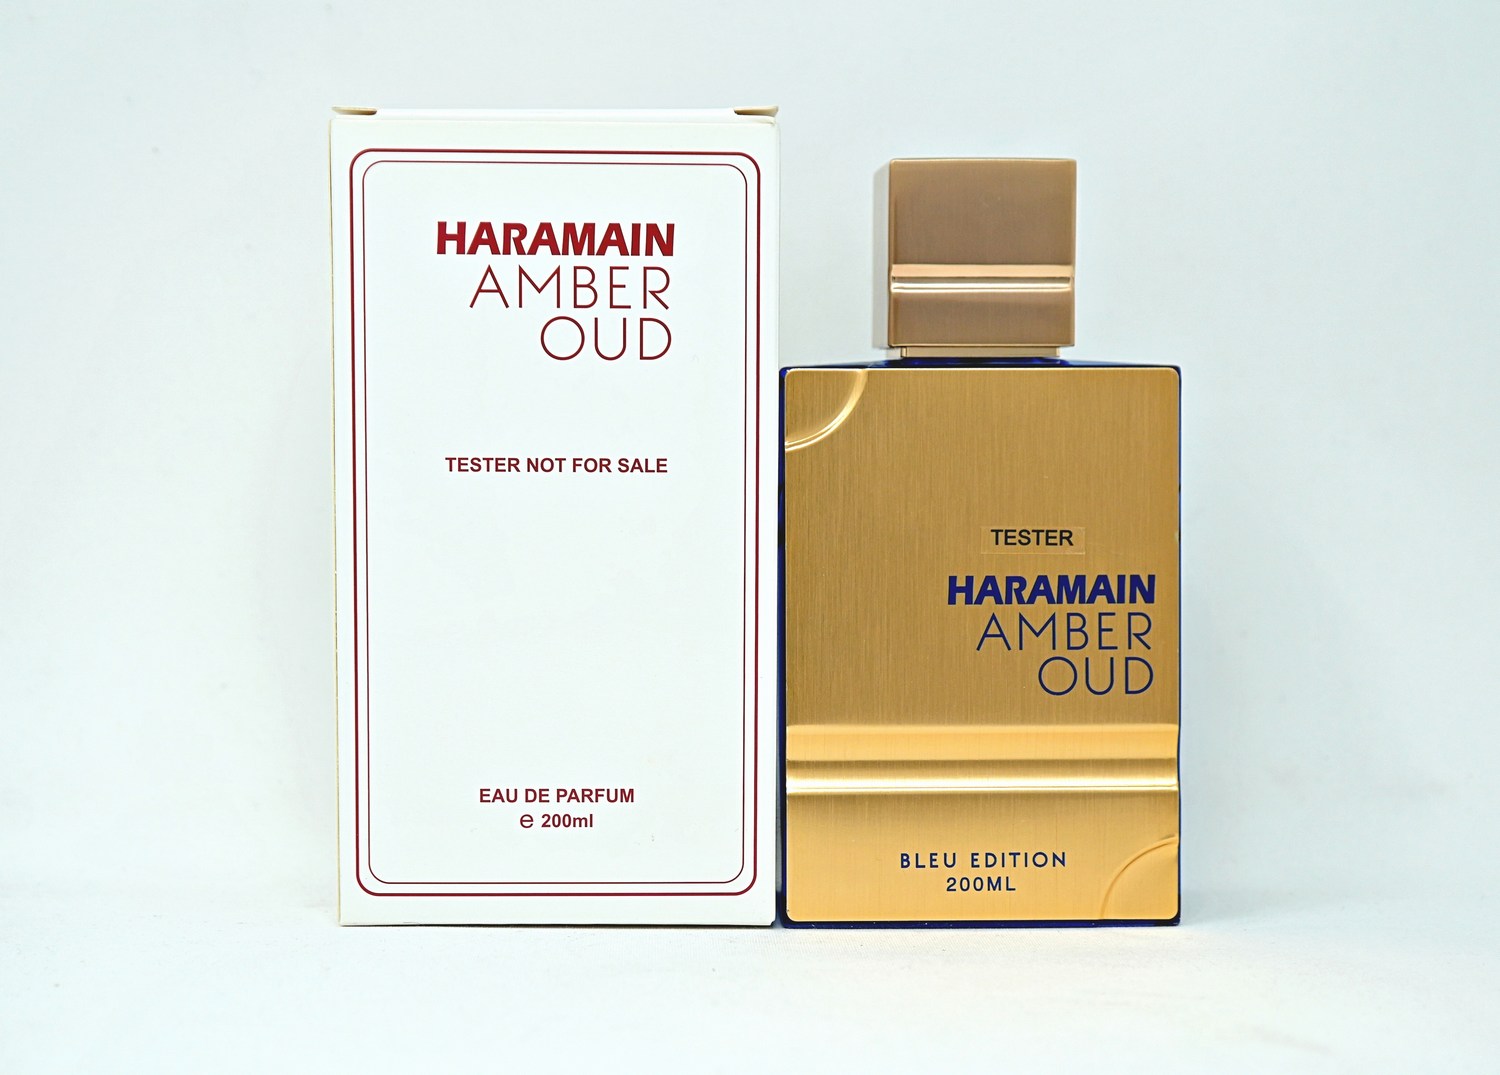 HARAMAIN
AMBER
OUD
TESTER NOT FOR SALE
EAU DE PARFUM
℮ 200ml
TESTER
HARAMAIN
AMBER
OUD
BLEU EDITION
200ML